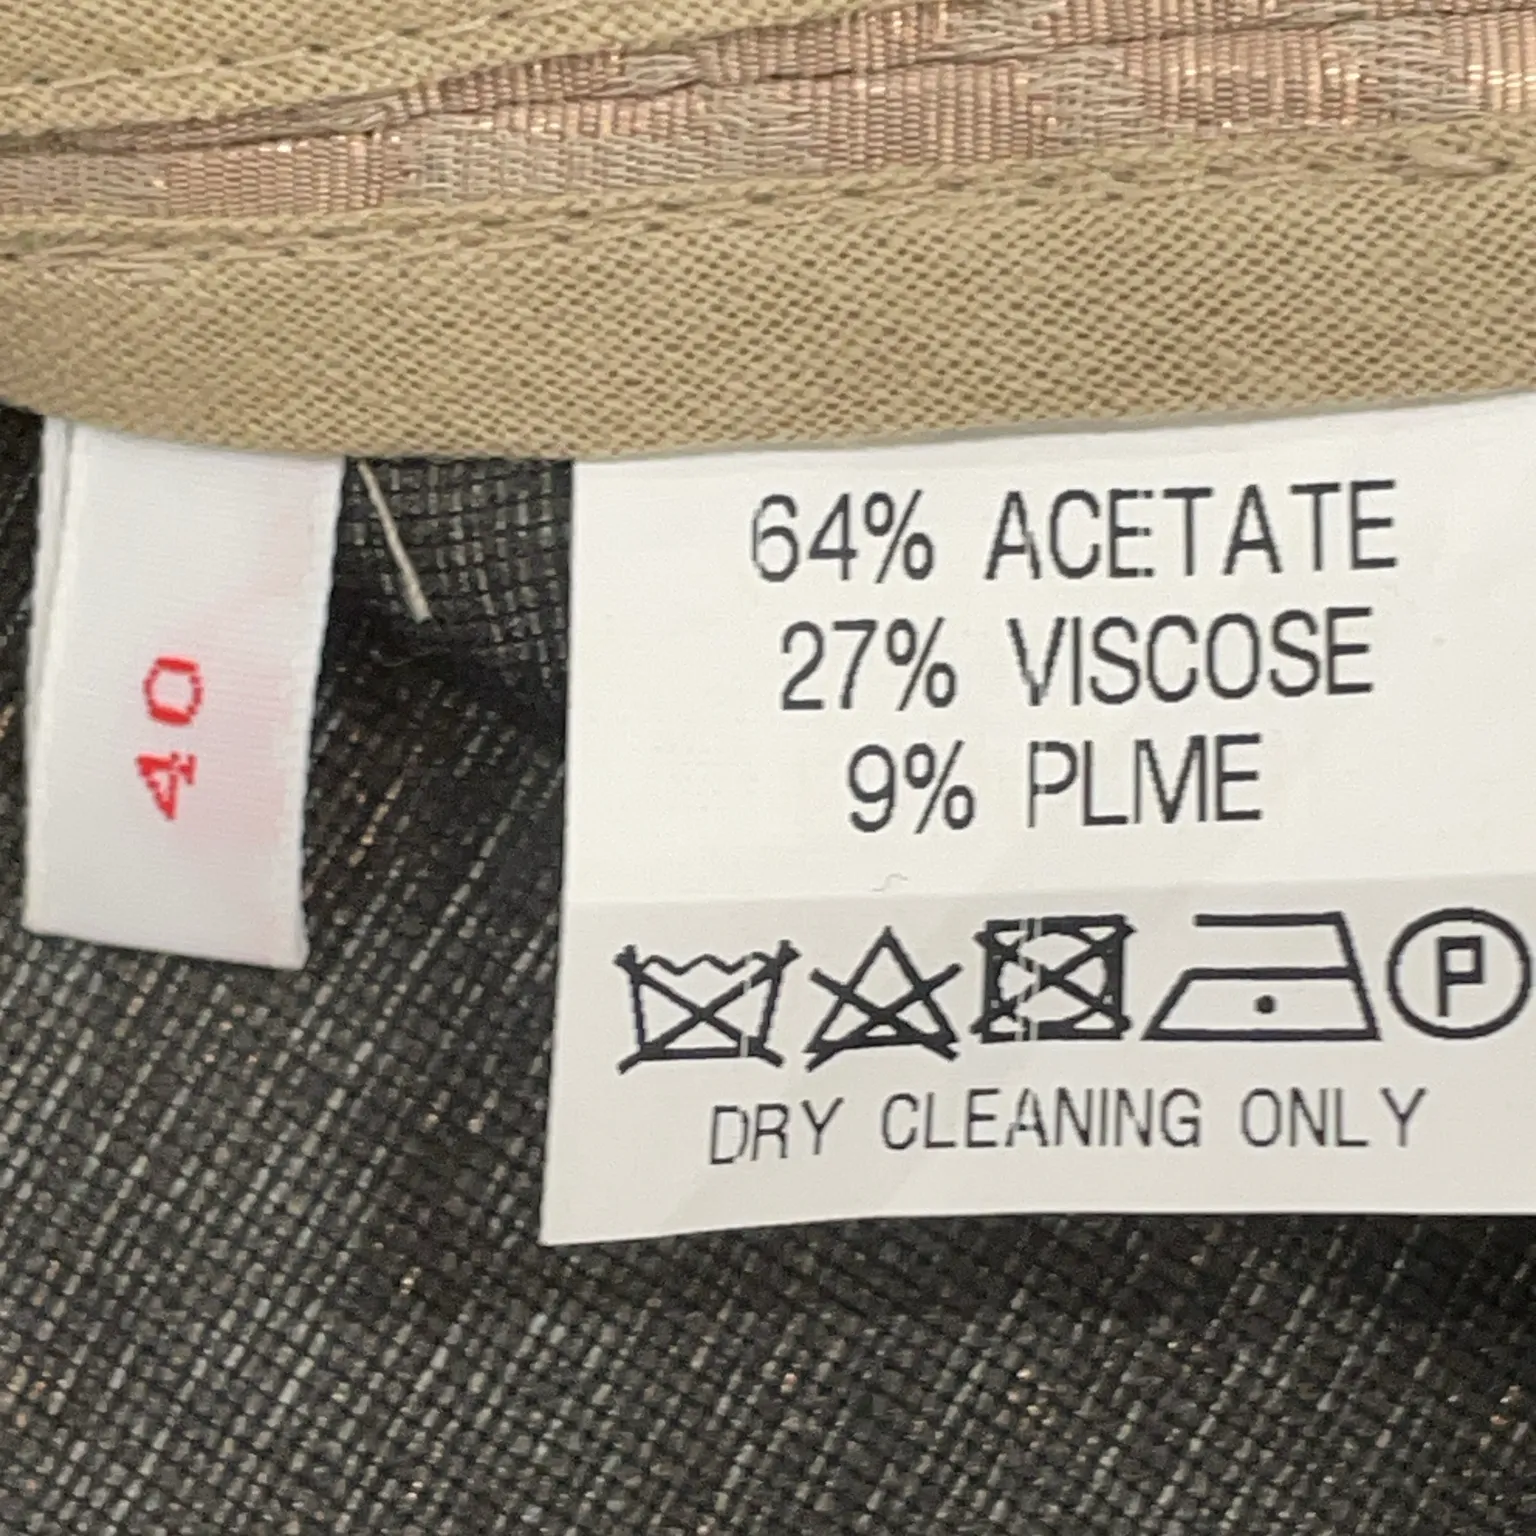 40
64% ACETATE
27% VISCOSE
9% PLME
P
DRY CLEANING ONLY